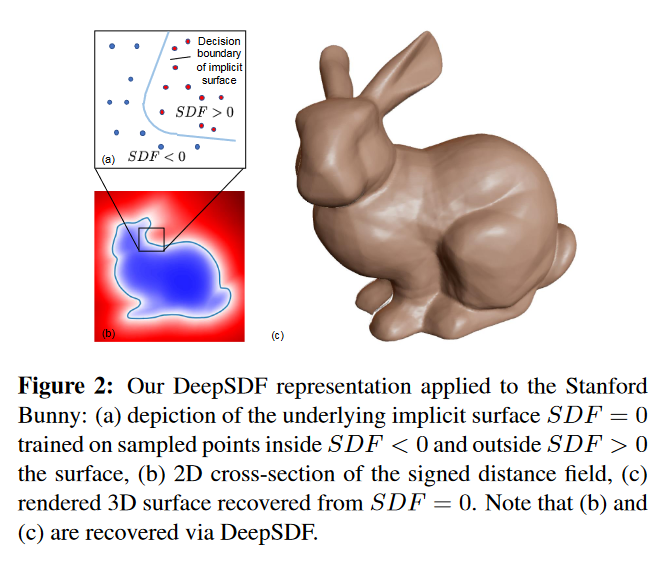 Decision
boundary
of implicit
surface
SDF > 0
(a) SDF < 0
(b)
(c)
Figure 2: Our DeepSDF representation applied to the Stanford
Bunny: (a) depiction of the underlying implicit surface SDF = 0
trained on sampled points inside SDF < 0 and outside SDF > 0
the surface, (b) 2D cross-section of the signed distance field, (c)
rendered 3D surface recovered from SDF = 0. Note that (b) and
(c) are recovered via DeepSDF.